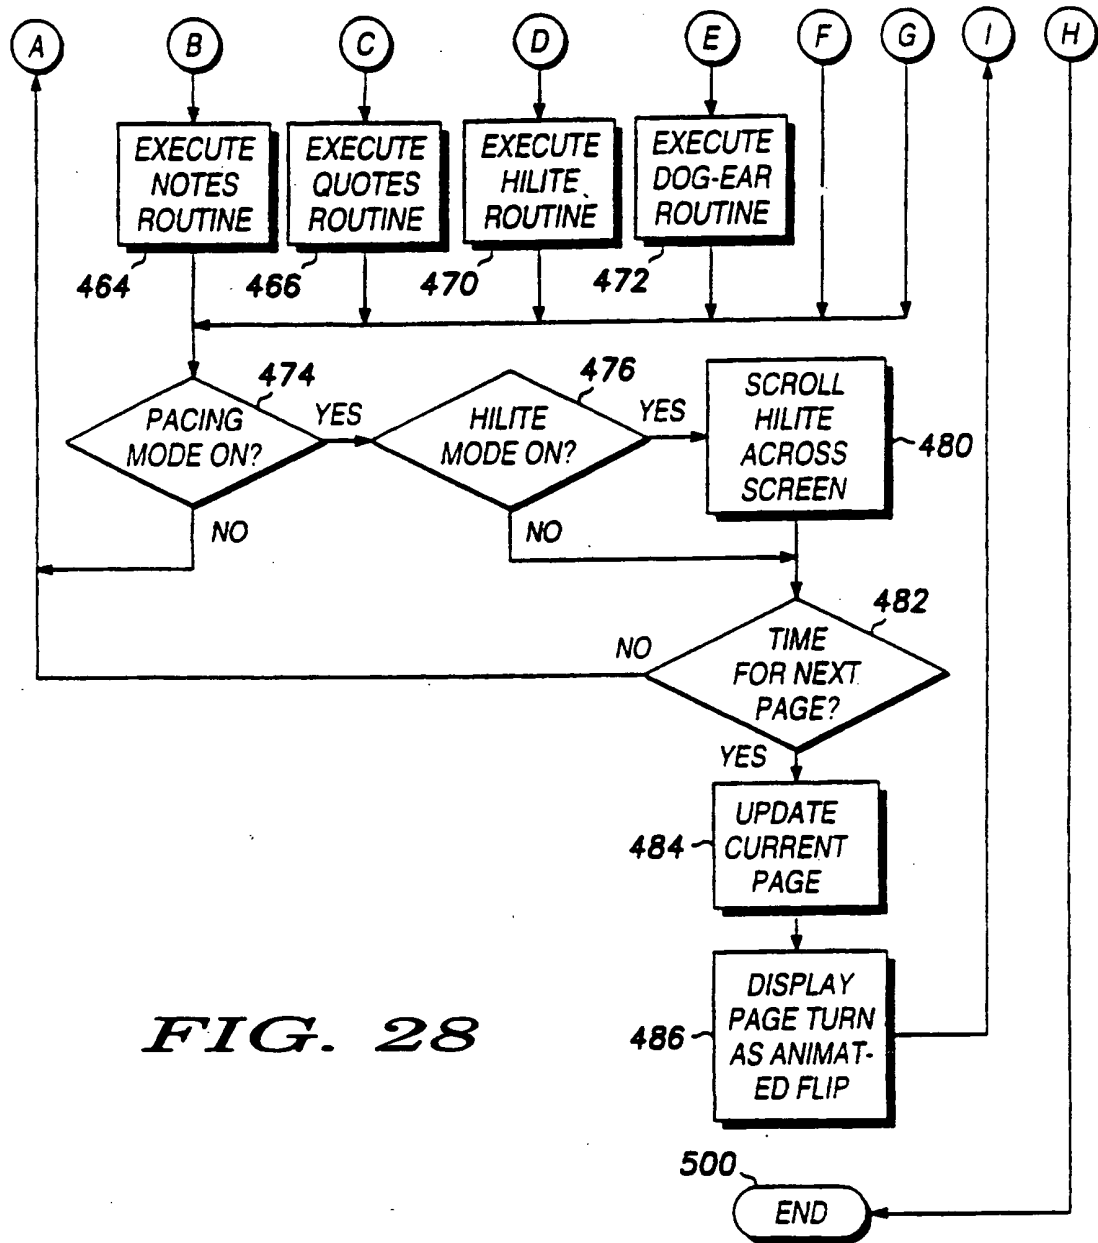 A B C D E F G I H
EXECUTE
NOTES
ROUTINE
EXECUTE
QUOTES
ROUTINE
EXECUTE
HILITE
ROUTINE
EXECUTE
DOG-EAR
ROUTINE
464
466
470
472
474
PACING
MODE ON?
YES
NO
476
HILITE
MODE ON?
YES
NO
SCROLL
HILITE
ACROSS
SCREEN
480
482
TIME
FOR NEXT
PAGE?
NO
YES
UPDATE
CURRENT
PAGE
484
DISPLAY
PAGE TURN
AS ANIMAT-
ED FLIP
486
FIG. 28
500
END